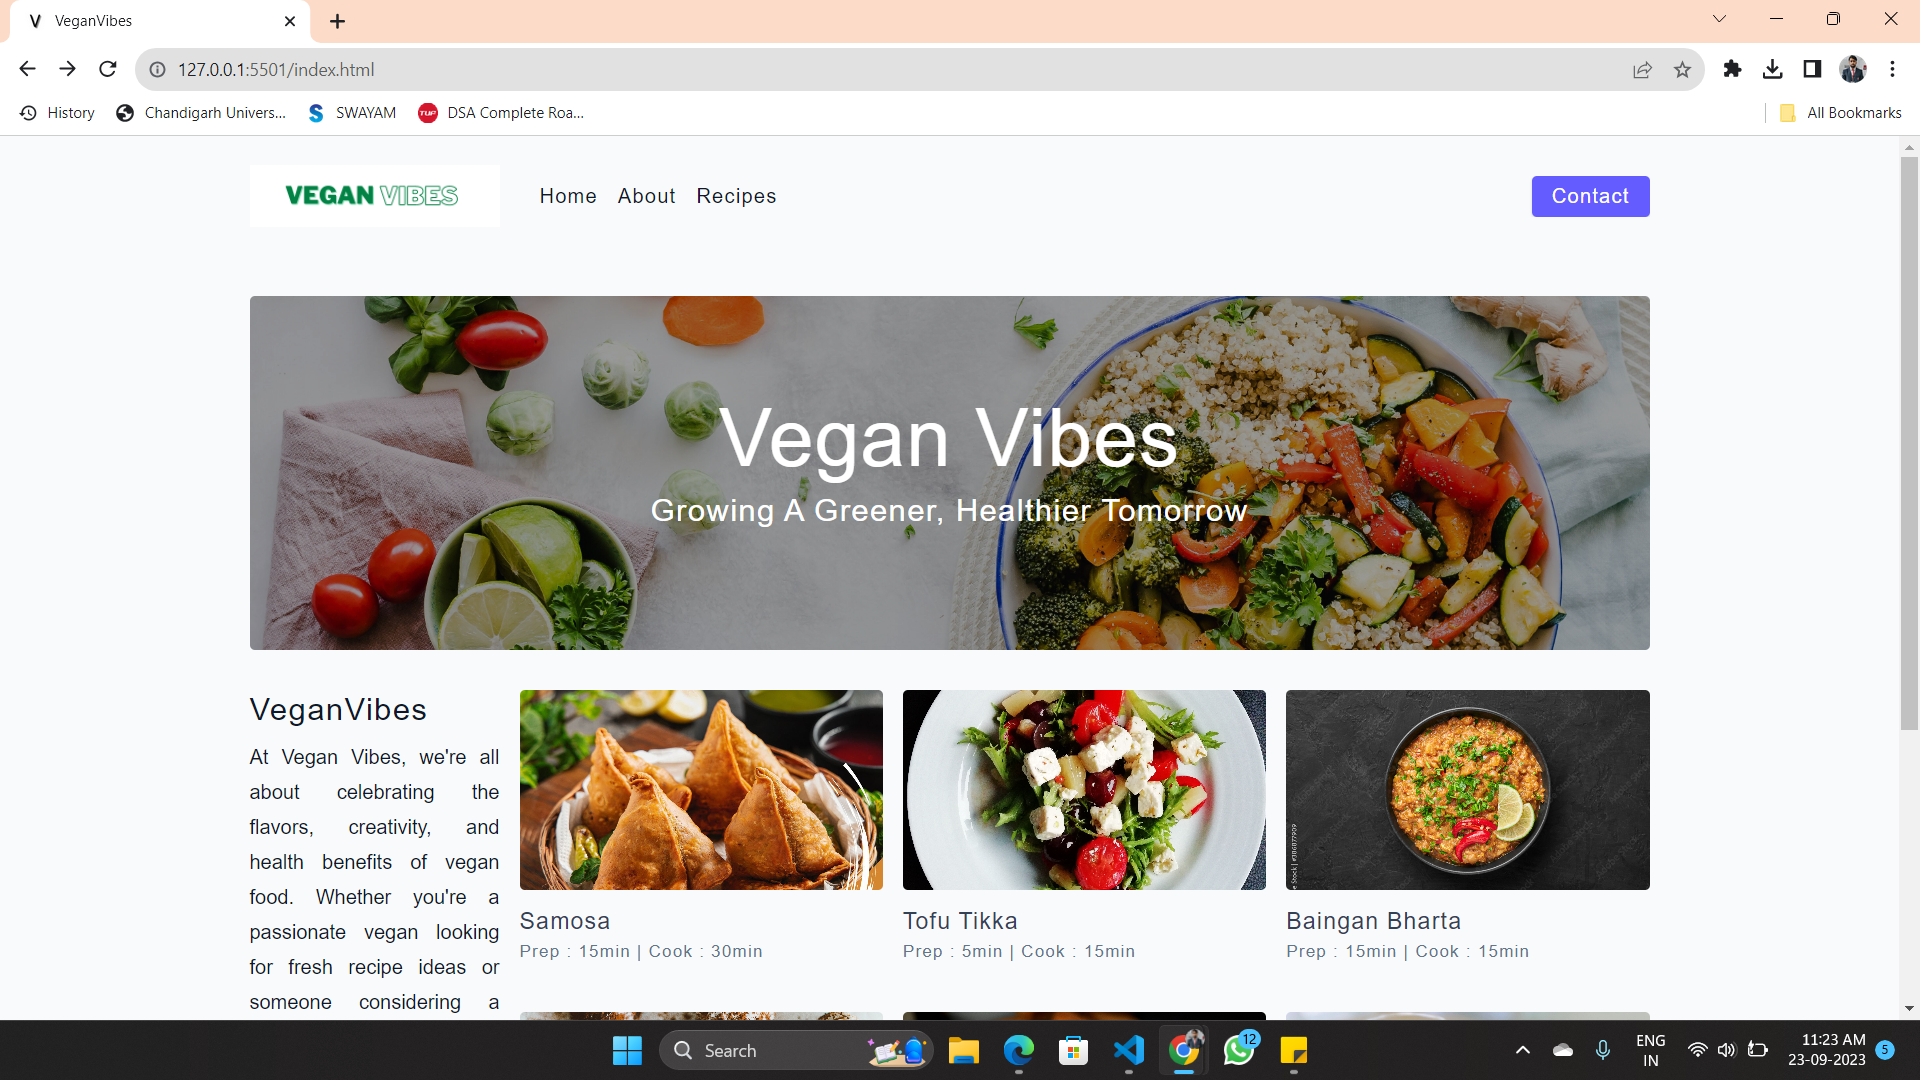 V VeganVibes
127.0.0.1:5501/index.html
History Chandigarh Univers... S SWAYAM TUF DSA Complete Roa... All Bookmarks
VEGAN VIBES Home About Recipes Contact
Vegan Vibes
Growing A Greener, Healthier Tomorrow
VeganVibes
At Vegan Vibes, we're all
about celebrating the
flavors, creativity, and
health benefits of vegan
food. Whether you're a
passionate vegan looking
for fresh recipe ideas or
someone considering a
Samosa
Prep : 15min | Cook : 30min
Tofu Tikka
Prep : 5min | Cook : 15min
Baingan Bharta
Prep : 15min | Cook : 15min
Search
12
ENG
IN
11:23 AM
23-09-2023
5